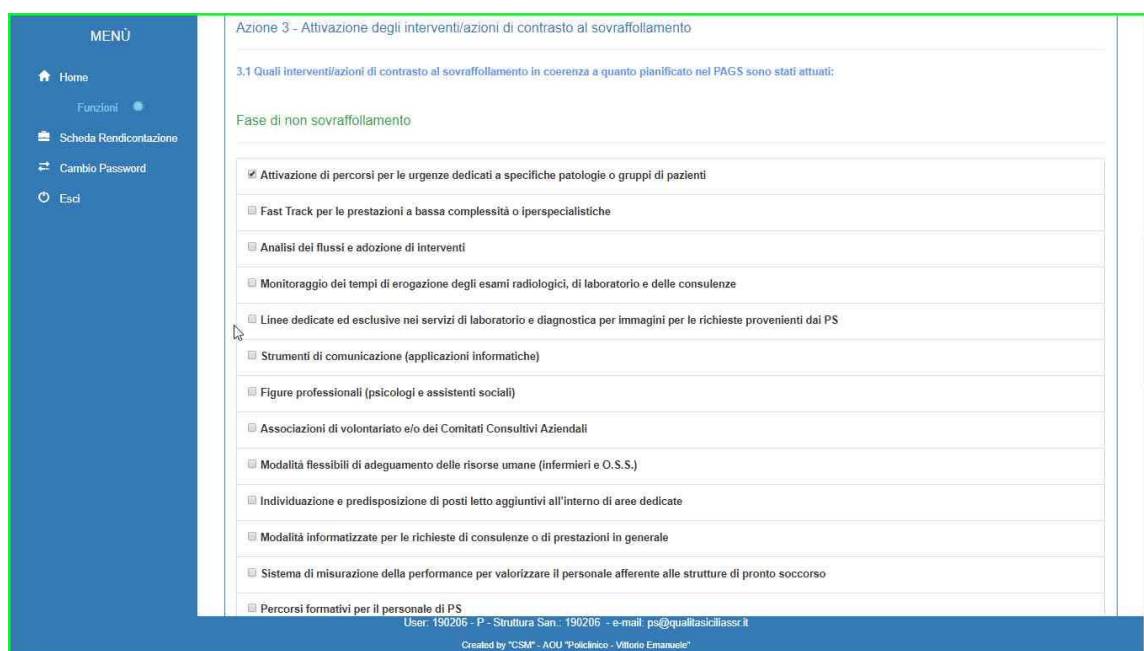 MENÙ
Home
Funzioni
Scheda Rendicontazione
Cambio Password
Esci
Azione 3 - Attivazione degli interventi/azioni di contrasto al sovraffollamento
3.1 Quali interventi/azioni di contrasto al sovraffollamento in coerenza a quanto pianificato nel PAGS sono stati attuati:
Fase di non sovraffollamento
Attivazione di percorsi per le urgenze dedicati a specifiche patologie o gruppi di pazienti
Fast Track per le prestazioni a bassa complessità o iperspecialistiche
Analisi dei flussi e adozione di interventi
Monitoraggio dei tempi di erogazione degli esami radiologici, di laboratorio e delle consulenze
Linee dedicate ed esclusive nei servizi di laboratorio e diagnostica per immagini per le richieste provenienti dai PS
Strumenti di comunicazione (applicazioni informatiche)
Figure professionali (psicologi e assistenti sociali)
Associazioni di volontariato e/o dei Comitati Consultivi Aziendali
Modalità flessibili di adeguamento delle risorse umane (infermieri e O.S.S.)
Individuazione e predisposizione di posti letto aggiuntivi all'interno di aree dedicate
Modalità informatizzate per le richieste di consulenze o di prestazioni in generale
Sistema di misurazione della performance per valorizzare il personale afferente alle strutture di pronto soccorso
Percorsi formativi per il personale di PS
User: 190206 - P - Struttura San.: 190206 - e-mail: ps@qualitasiciliassr.it
Created by "CSM" - AOU "Policlinico - Vittorio Emanuele"